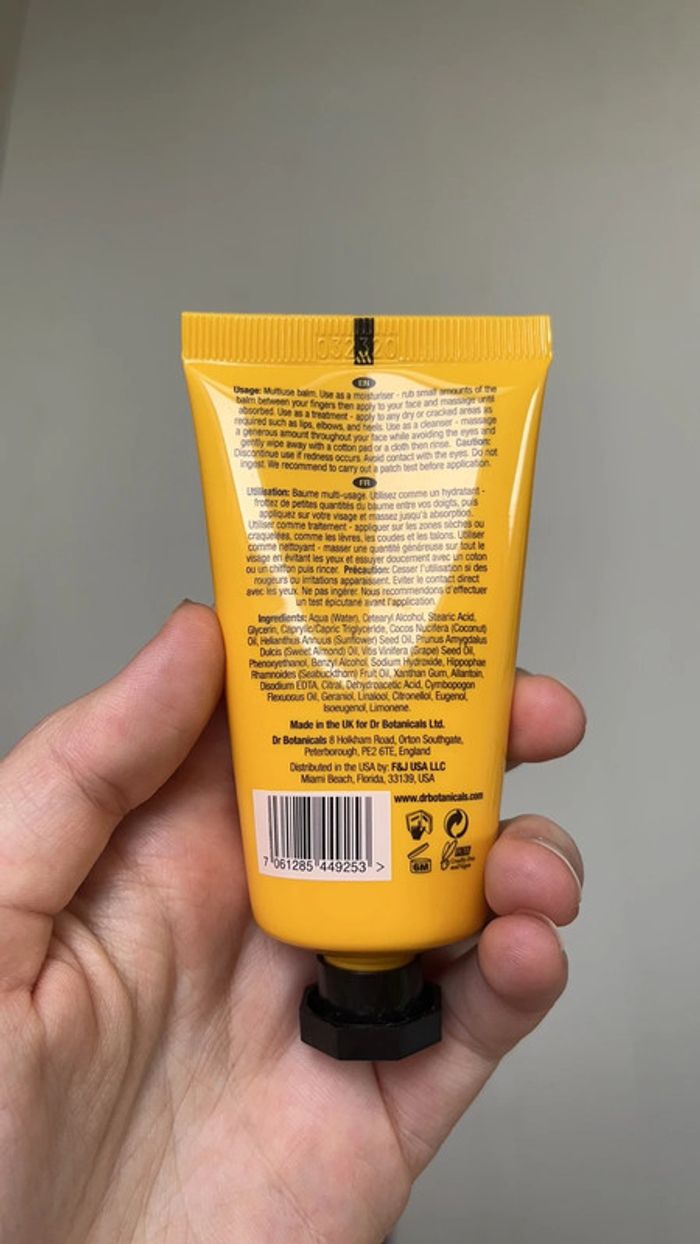 032320
EN
Usage: Multiuse balm. Use as a moisturiser - rub small amounts of the
balm between your fingers then apply to your face and massage until
absorbed. Use as a treatment - apply to any dry or cracked areas as
required such as lips, elbows, and heels. Use as a cleanser - massage
a generous amount throughout your face while avoiding the eyes and
gently wipe away with a cotton pad or a cloth then rinse. Caution:
Discontinue use if redness occurs. Avoid contact with the eyes. Do not
ingest. We recommend to carry out a patch test before application.
FR
Utilisation: Baume multi-usage. Utilisez comme un hydratant -
frottez de petites quantités du baume entre vos doigts, puis
appliquez sur votre visage et massez jusqu'à absorption.
Utiliser comme traitement - appliquer sur les zones sèches ou
craquelées, comme les lèvres, les coudes et les talons. Utiliser
comme nettoyant - masser une quantité généreuse sur tout le
visage en évitant les yeux et essuyer doucement avec un coton
ou un chiffon puis rincer. Précaution: Cesser l'utilisation si des
rougeurs ou irritations apparaissent. Eviter le contact direct
avec les yeux. Ne pas ingérer. Nous recommendons d'effectuer
un test épicutané avant l'application.
Ingredients: Aqua (Water), Cetearyl Alcohol, Stearic Acid,
Glycerin, Caprylic/Capric Triglyceride, Cocos Nucifera (Coconut)
Oil, Helianthus Annuus (Sunflower) Seed Oil, Prunus Amygdalus
Dulcis (Sweet Almond) Oil, Vitis Vinifera (Grape) Seed Oil,
Phenoxyethanol, Benzyl Alcohol, Sodium Hydroxide, Hippophae
Rhamnoides (Seabuckthorn) Fruit Oil, Xanthan Gum, Allantoin,
Disodium EDTA, Citral, Dehydroacetic Acid, Cymbopogon
Flexuosus Oil, Geraniol, Linalool, Citronellol, Eugenol,
Isoeugenol, Limonene.
Made in the UK for Dr Botanicals Ltd.
Dr Botanicals 8 Holkham Road, Orton Southgate,
Peterborough, PE2 6TE, England
Distributed in the USA by: F&J USA LLC
Miami Beach, Florida, 33139, USA
www.drbotanicals.com
7 061285 449253 >
6M
Cruelty-free
and Vegan